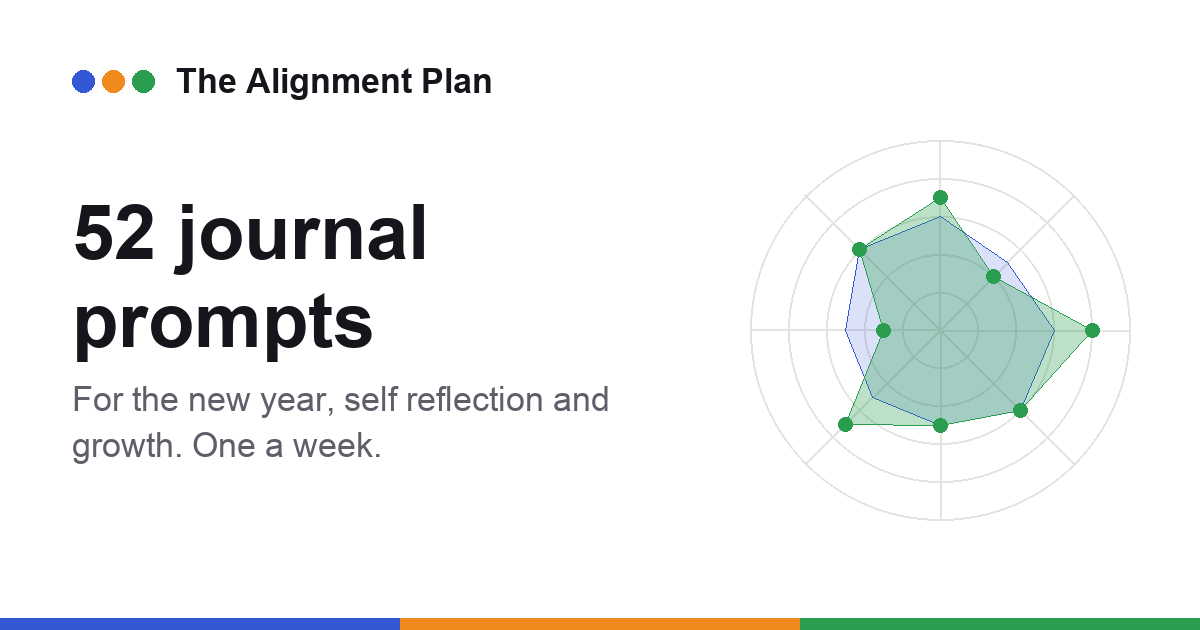 The Alignment Plan
52 journal
prompts
For the new year, self reflection and
growth. One a week.